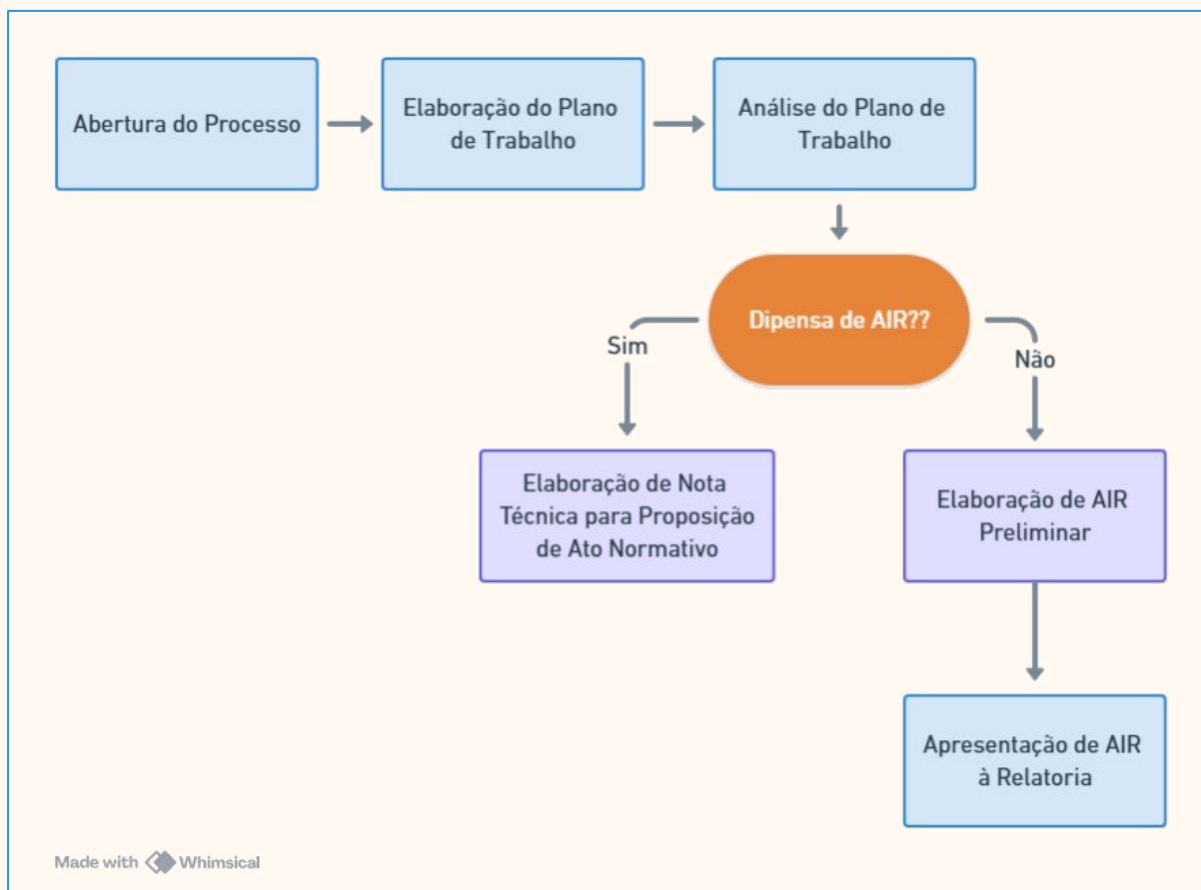 Abertura do Processo
Elaboração do Plano
de Trabalho
Análise do Plano de
Trabalho
Dipensa de AIR??
Sim
Não
Elaboração de Nota
Técnica para Proposição
de Ato Normativo
Elaboração de AIR
Preliminar
Apresentação de AIR
à Relatoria
Made with Whimsical